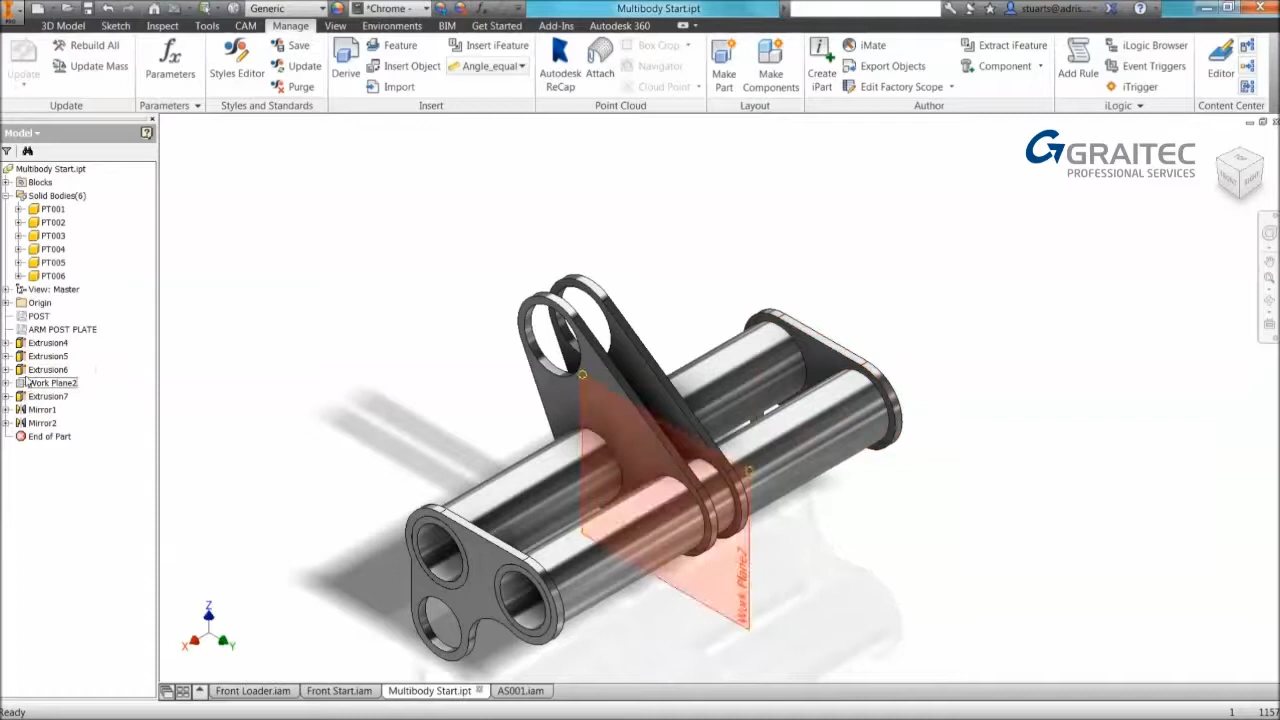 Generic
*Chrome
Multibody Start.ipt
stuarts@adris...
3D Model
Sketch
Inspect
Tools
CAM
Manage
View
Environments
BIM
Get Started
Add-Ins
Autodesk 360
Update
Rebuild All
Update Mass
Update
Parameters
Parameters
Styles Editor
Save
Update
Purge
Styles and Standards
Derive
Feature
Insert Object
Import
Insert iFeature
Angle_equal
Insert
Autodesk
ReCap
Attach
Box Crop
Navigator
Cloud Point
Point Cloud
Make
Part
Make
Components
Layout
Create
iPart
iMate
Export Objects
Edit Factory Scope
Extract iFeature
Component
Author
Add Rule
iLogic Browser
Event Triggers
iTrigger
iLogic
Editor
Content Center
Model
Multibody Start.ipt
Blocks
Solid Bodies(6)
PT001
PT002
PT003
PT004
PT005
PT006
View: Master
Origin
POST
ARM POST PLATE
Extrusion4
Extrusion5
Extrusion6
Work Plane2
Extrusion7
Mirror1
Mirror2
End of Part
GRAITEC
PROFESSIONAL SERVICES
Work Plane2
Z
X
Y
Front Loader.iam
Front Start.iam
Multibody Start.ipt
AS001.iam
Ready
1
1157